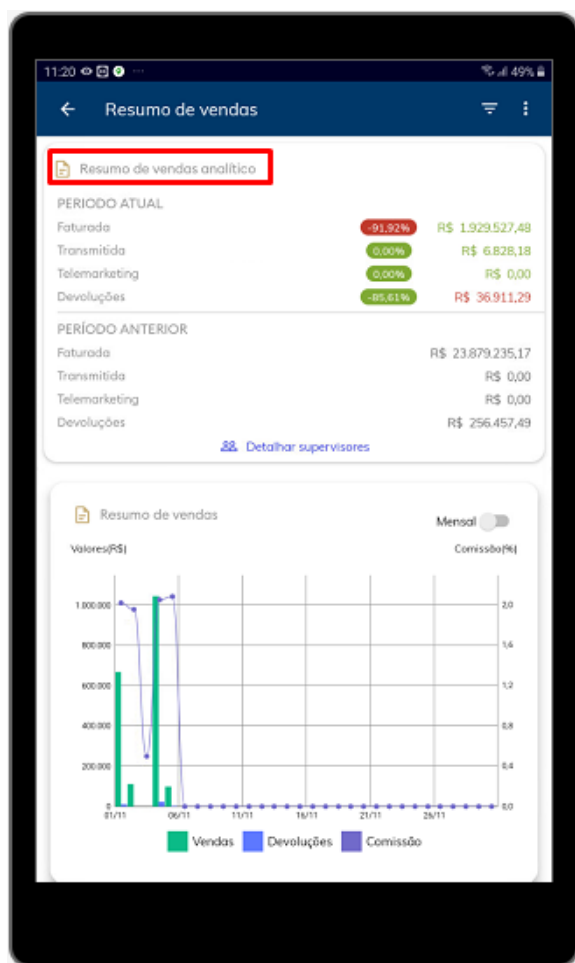 11:20
49%
Resumo de vendas
Resumo de vendas analítico
PERIODO ATUAL
Faturada -91,92% R$ 1.929.527,48
Transmitida 0,00% R$ 6.828,18
Telemarketing 0,00% R$ 0,00
Devoluções -85,61% R$ 36.911,29
PERÍODO ANTERIOR
Faturada R$ 23.879.235,17
Transmitida R$ 0,00
Telemarketing R$ 0,00
Devoluções R$ 256.457,49
Detalhar supervisores
Resumo de vendas Mensal
Valores(R$) Comissão(%)
1.000.000 2,0
800.000 1,6
600.000 1,2
400.000 0,8
200.000 0,4
0 0,0
01/11 06/11 11/11 16/11 21/11 26/11
Vendas Devoluções Comissão